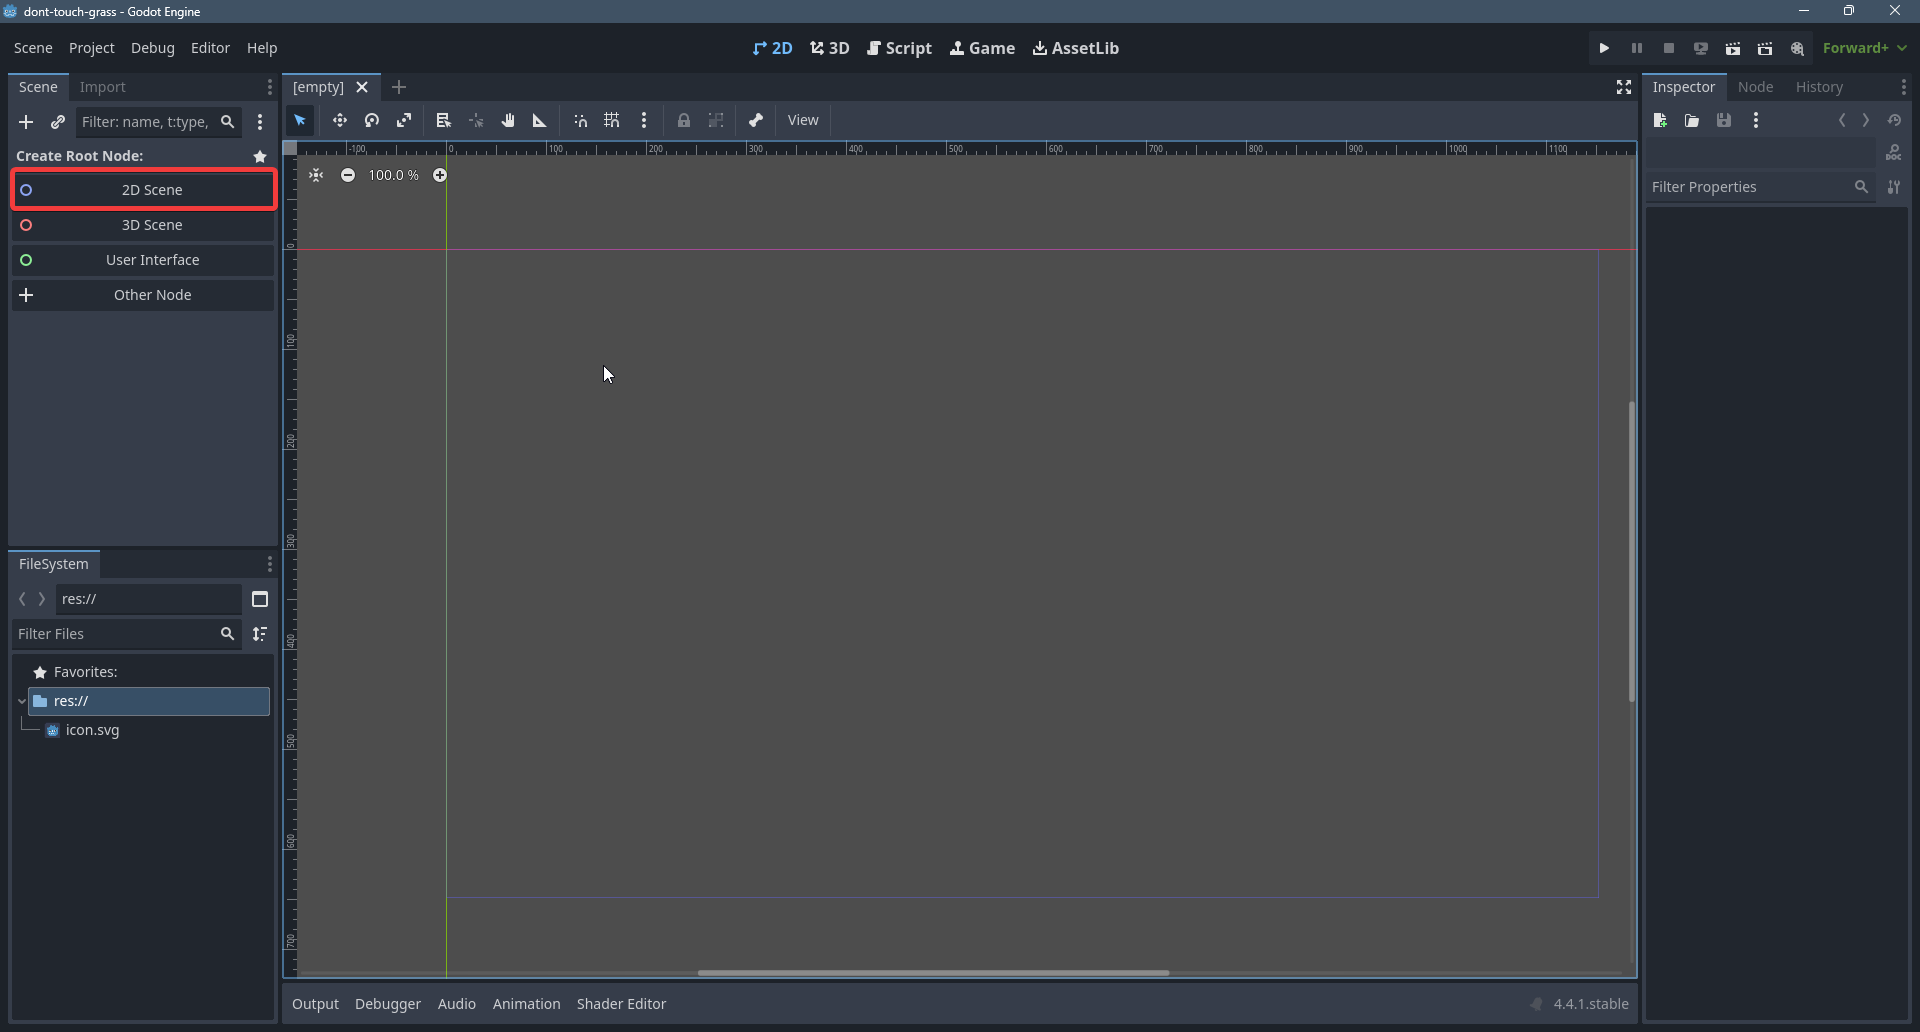 dont-touch-grass - Godot Engine
Scene Project Debug Editor Help
2D 3D Script Game AssetLib
Forward+
Scene Import
[empty]
Inspector Node History
Filter: name, t:type,
View
Create Root Node:
2D Scene
3D Scene
User Interface
Other Node
-100 0 100 200 300 400 500 600 700 800 900 1000 1100
100.0 %
0
100
200
300
400
500
600
700
DOC
Filter Properties
FileSystem
res://
Filter Files
Favorites:
res://
icon.svg
Output Debugger Audio Animation Shader Editor
4.4.1.stable